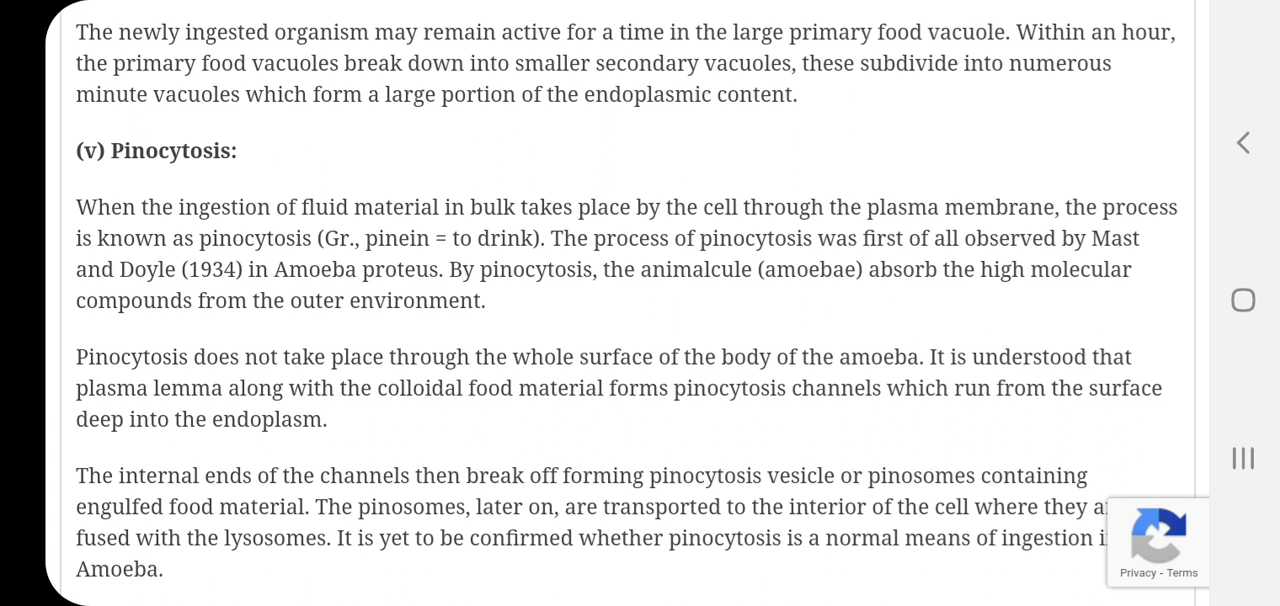 The newly ingested organism may remain active for a time in the large primary food vacuole. Within an hour,
the primary food vacuoles break down into smaller secondary vacuoles, these subdivide into numerous
minute vacuoles which form a large portion of the endoplasmic content.
(v) Pinocytosis:
When the ingestion of fluid material in bulk takes place by the cell through the plasma membrane, the process
is known as pinocytosis (Gr., pinein = to drink). The process of pinocytosis was first of all observed by Mast
and Doyle (1934) in Amoeba proteus. By pinocytosis, the animalcule (amoebae) absorb the high molecular
compounds from the outer environment.
Pinocytosis does not take place through the whole surface of the body of the amoeba. It is understood that
plasma lemma along with the colloidal food material forms pinocytosis channels which run from the surface
deep into the endoplasm.
The internal ends of the channels then break off forming pinocytosis vesicle or pinosomes containing
engulfed food material. The pinosomes, later on, are transported to the interior of the cell where they
fused with the lysosomes. It is yet to be confirmed whether pinocytosis is a normal means of ingestion
Amoeba.
Privacy - Terms